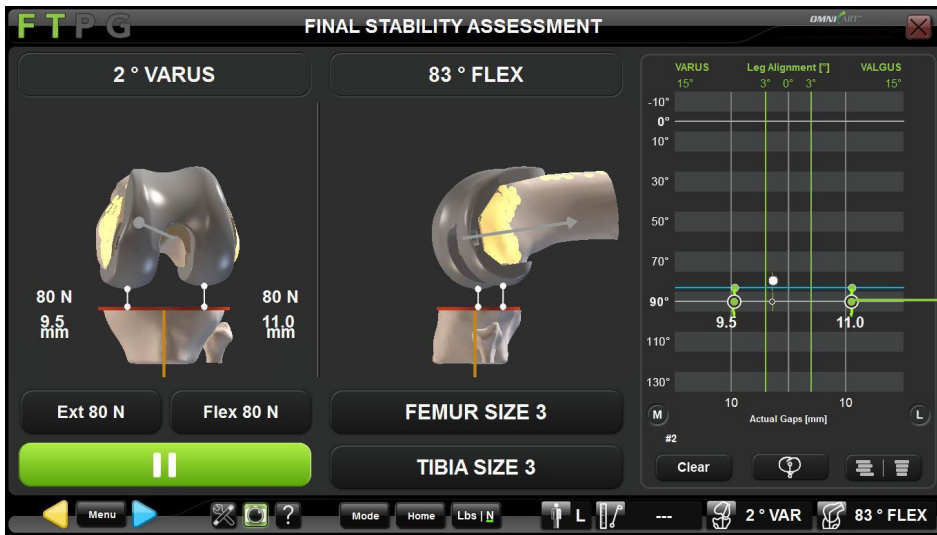 FTPG
FINAL STABILITY ASSESSMENT
OMNI ART
2 ° VARUS
83 ° FLEX
80 N
9.5
mm
80 N
11.0
mm
Ext 80 N
Flex 80 N
FEMUR SIZE 3
TIBIA SIZE 3
VARUS Leg Alignment [°] VALGUS
15° 3° 0° 3° 15°
-10°
0°
10°
30°
50°
70°
90°
110°
130°
9.5 11.0
10 10
M Actual Gaps [mm] L
#2
Clear
?
Menu
?
Mode
Home
Lbs | N
L
---
2 ° VAR
83 ° FLEX